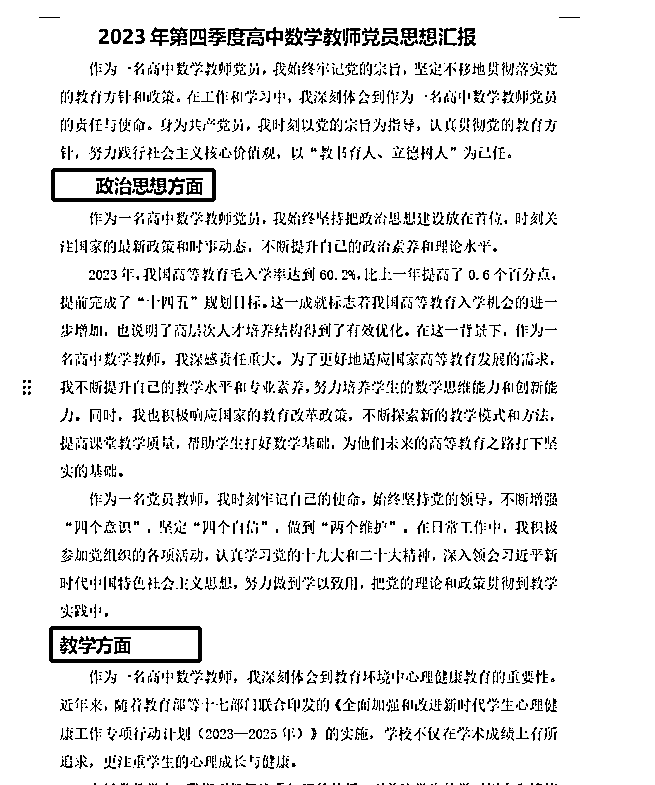 2023年第四季度高中数学教师党员思想汇报
作为一名高中数学教师党员，我始终牢记党的宗旨，坚定不移地贯彻落实党
的教育方针和政策。在工作和学习中，我深刻体会到作为一名高中数学教师党员
的责任与使命。身为共产党员，我时刻以党的宗旨为指导，认真贯彻党的教育方
针，努力践行社会主义核心价值观，以“教书育人、立德树人”为己任。
政治思想方面
作为一名高中数学教师党员，我始终坚持把政治思想建设放在首位，时刻关
注国家的最新政策和时事动态，不断提升自己的政治素养和理论水平。
2023年，我国高等教育毛入学率达到60.2%，比上一年提高了0.6个百分点，
提前完成了“十四五”规划目标。这一成就标志着我国高等教育入学机会的进一
步增加，也说明了高层次人才培养结构得到了有效优化。在这一背景下，作为一
名高中数学教师，我深感责任重大。为了更好地适应国家高等教育发展的需求，
我不断提升自己的教学水平和专业素养，努力培养学生的数学思维能力和创新能
力。同时，我也积极响应国家的教育改革政策，不断探索新的教学模式和方法，
提高课堂教学质量，帮助学生打好数学基础，为他们未来的高等教育之路打下坚
实的基础。
作为一名党员教师，我时刻牢记自己的使命，始终坚持党的领导，不断增强
“四个意识”，坚定“四个自信”，做到“两个维护”。在日常工作中，我积极
参加党组织的各项活动，认真学习党的十九大和二十大精神，深入领会习近平新
时代中国特色社会主义思想，努力做到学以致用，把党的理论和政策贯彻到教学
实践中。
教学方面
作为一名高中数学教师，我深刻体会到教育环境中心理健康教育的重要性。
近年来，随着教育部等十七部门联合印发的《全面加强和改进新时代学生心理健
康工作专项行动计划（2023—2025年）》的实施，学校不仅在学术成绩上有所
追求，更注重学生的心理成长与健康。